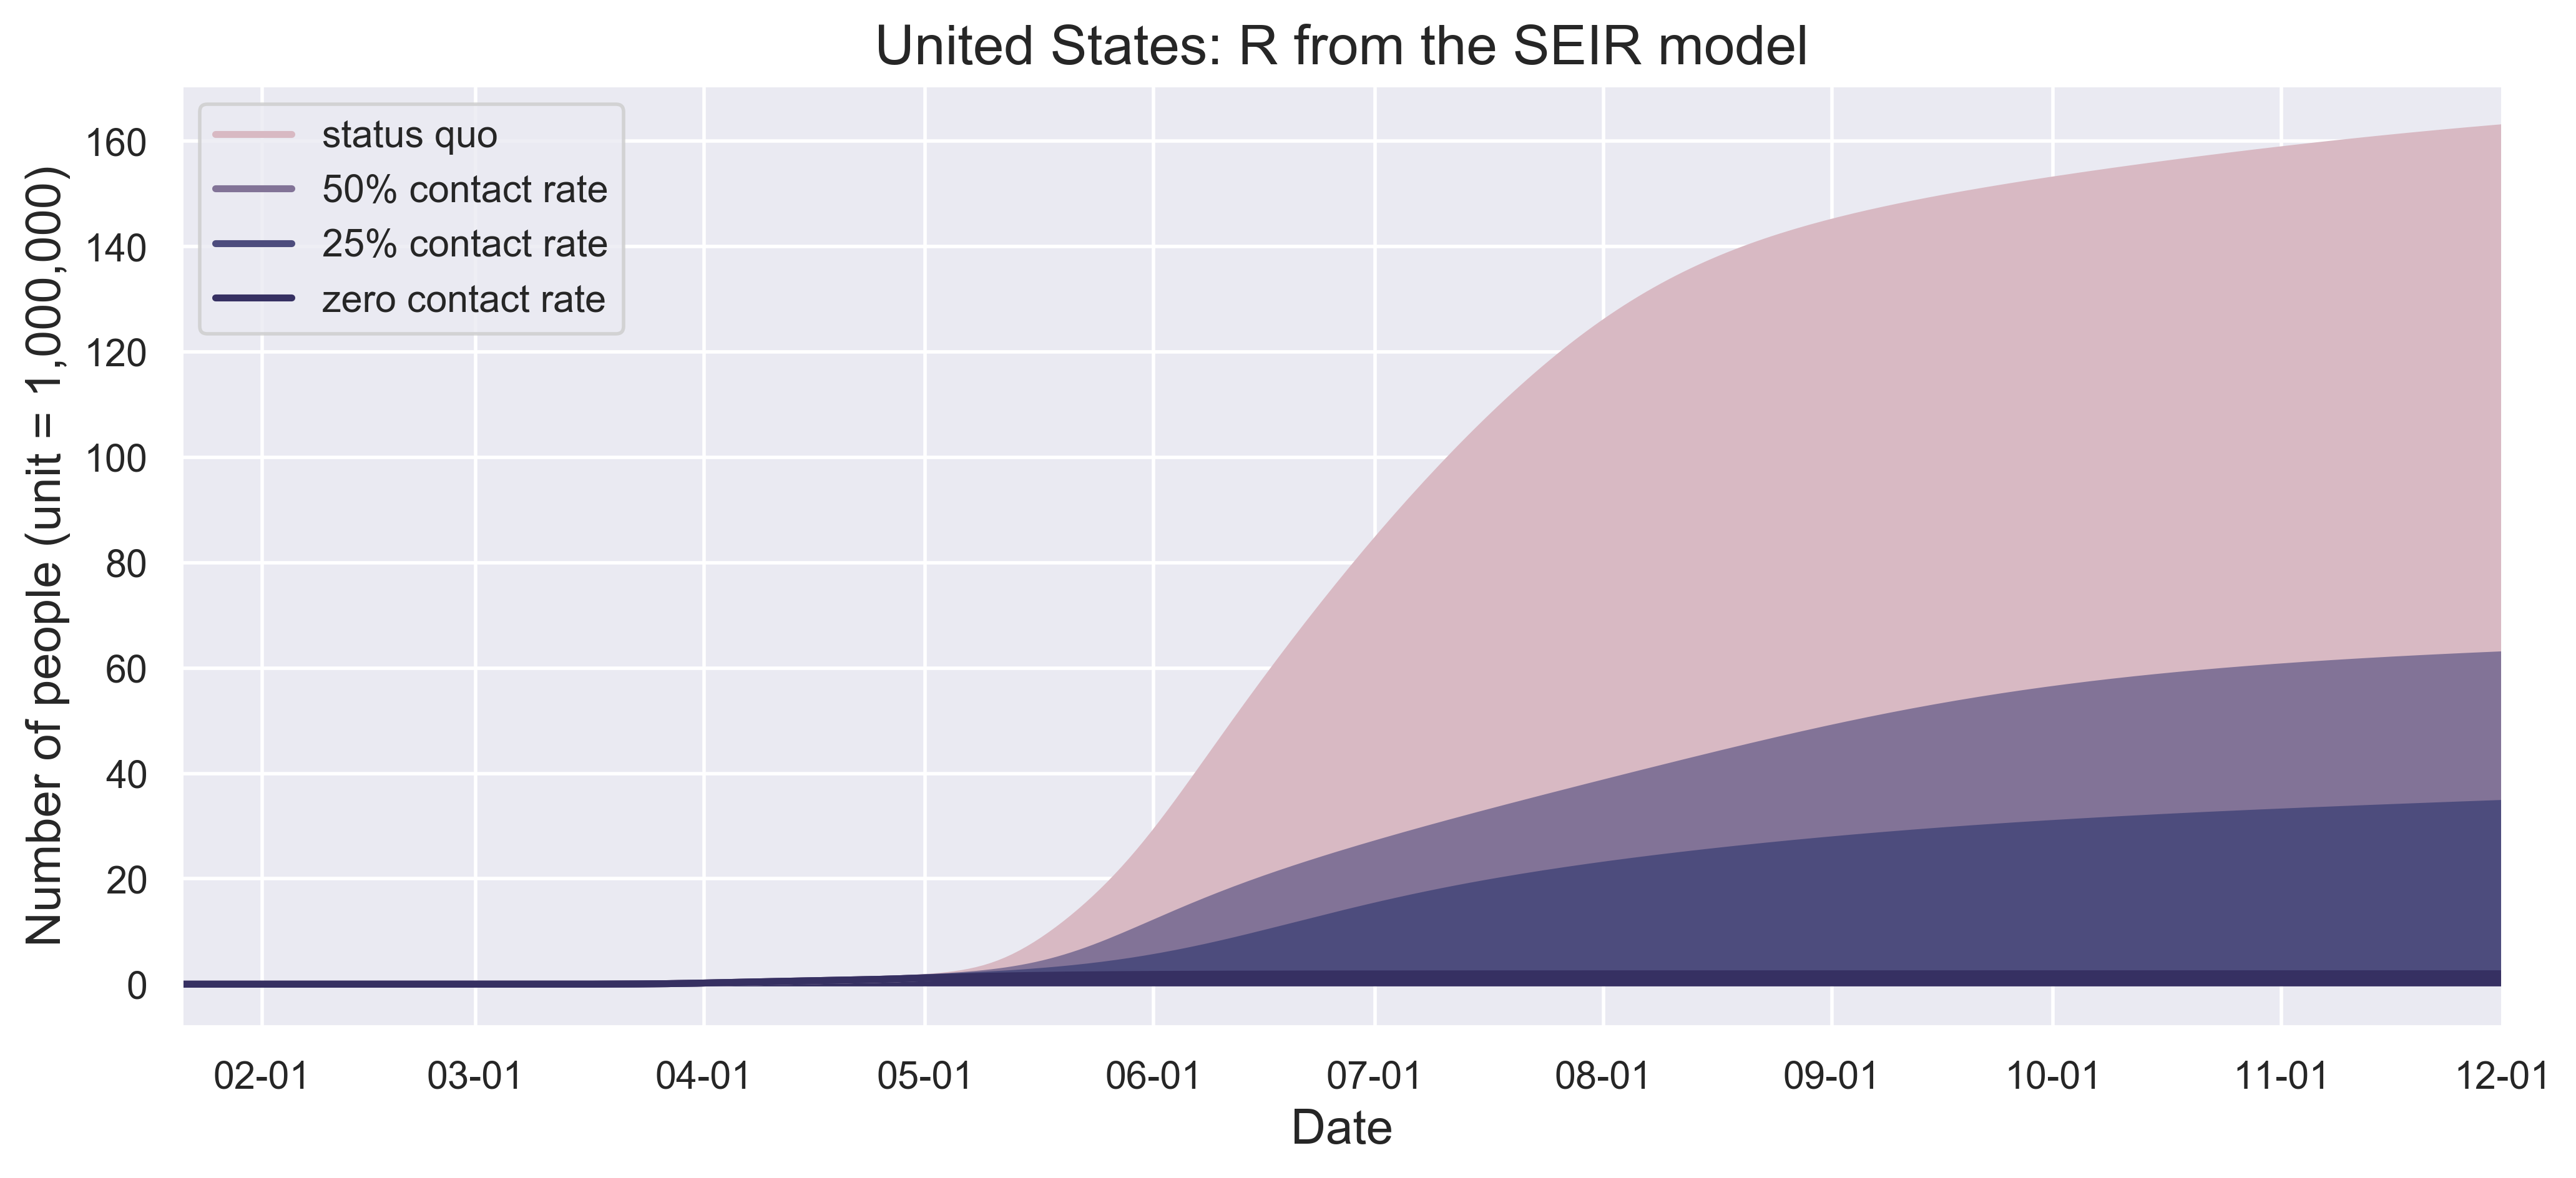 United States: R from the SEIR model
status quo
50% contact rate
25% contact rate
zero contact rate
Number of people (unit = 1,000,000)
160
140
120
100
80
60
40
20
0
02-01 03-01 04-01 05-01 06-01 07-01 08-01 09-01 10-01 11-01 12-01
Date